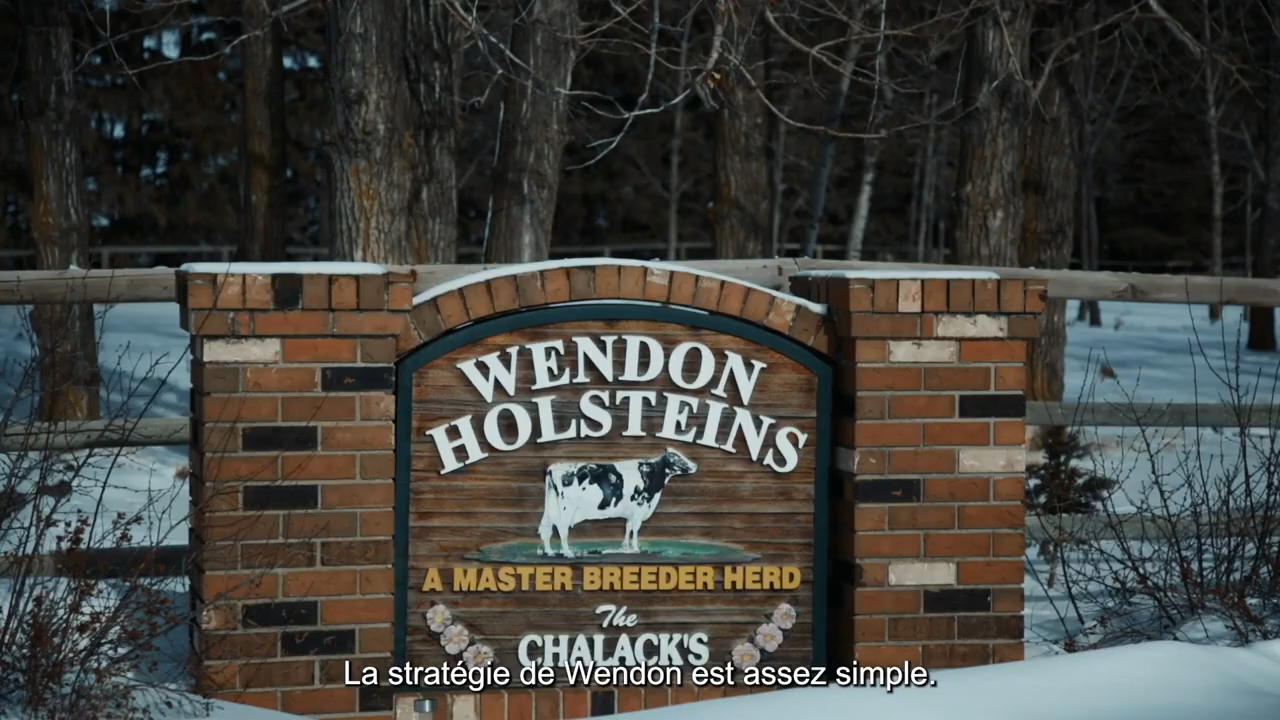 WENDON
HOLSTEINS
A MASTER BREEDER HERD
The
CHALACK'S
La stratégie de Wendon est assez simple.